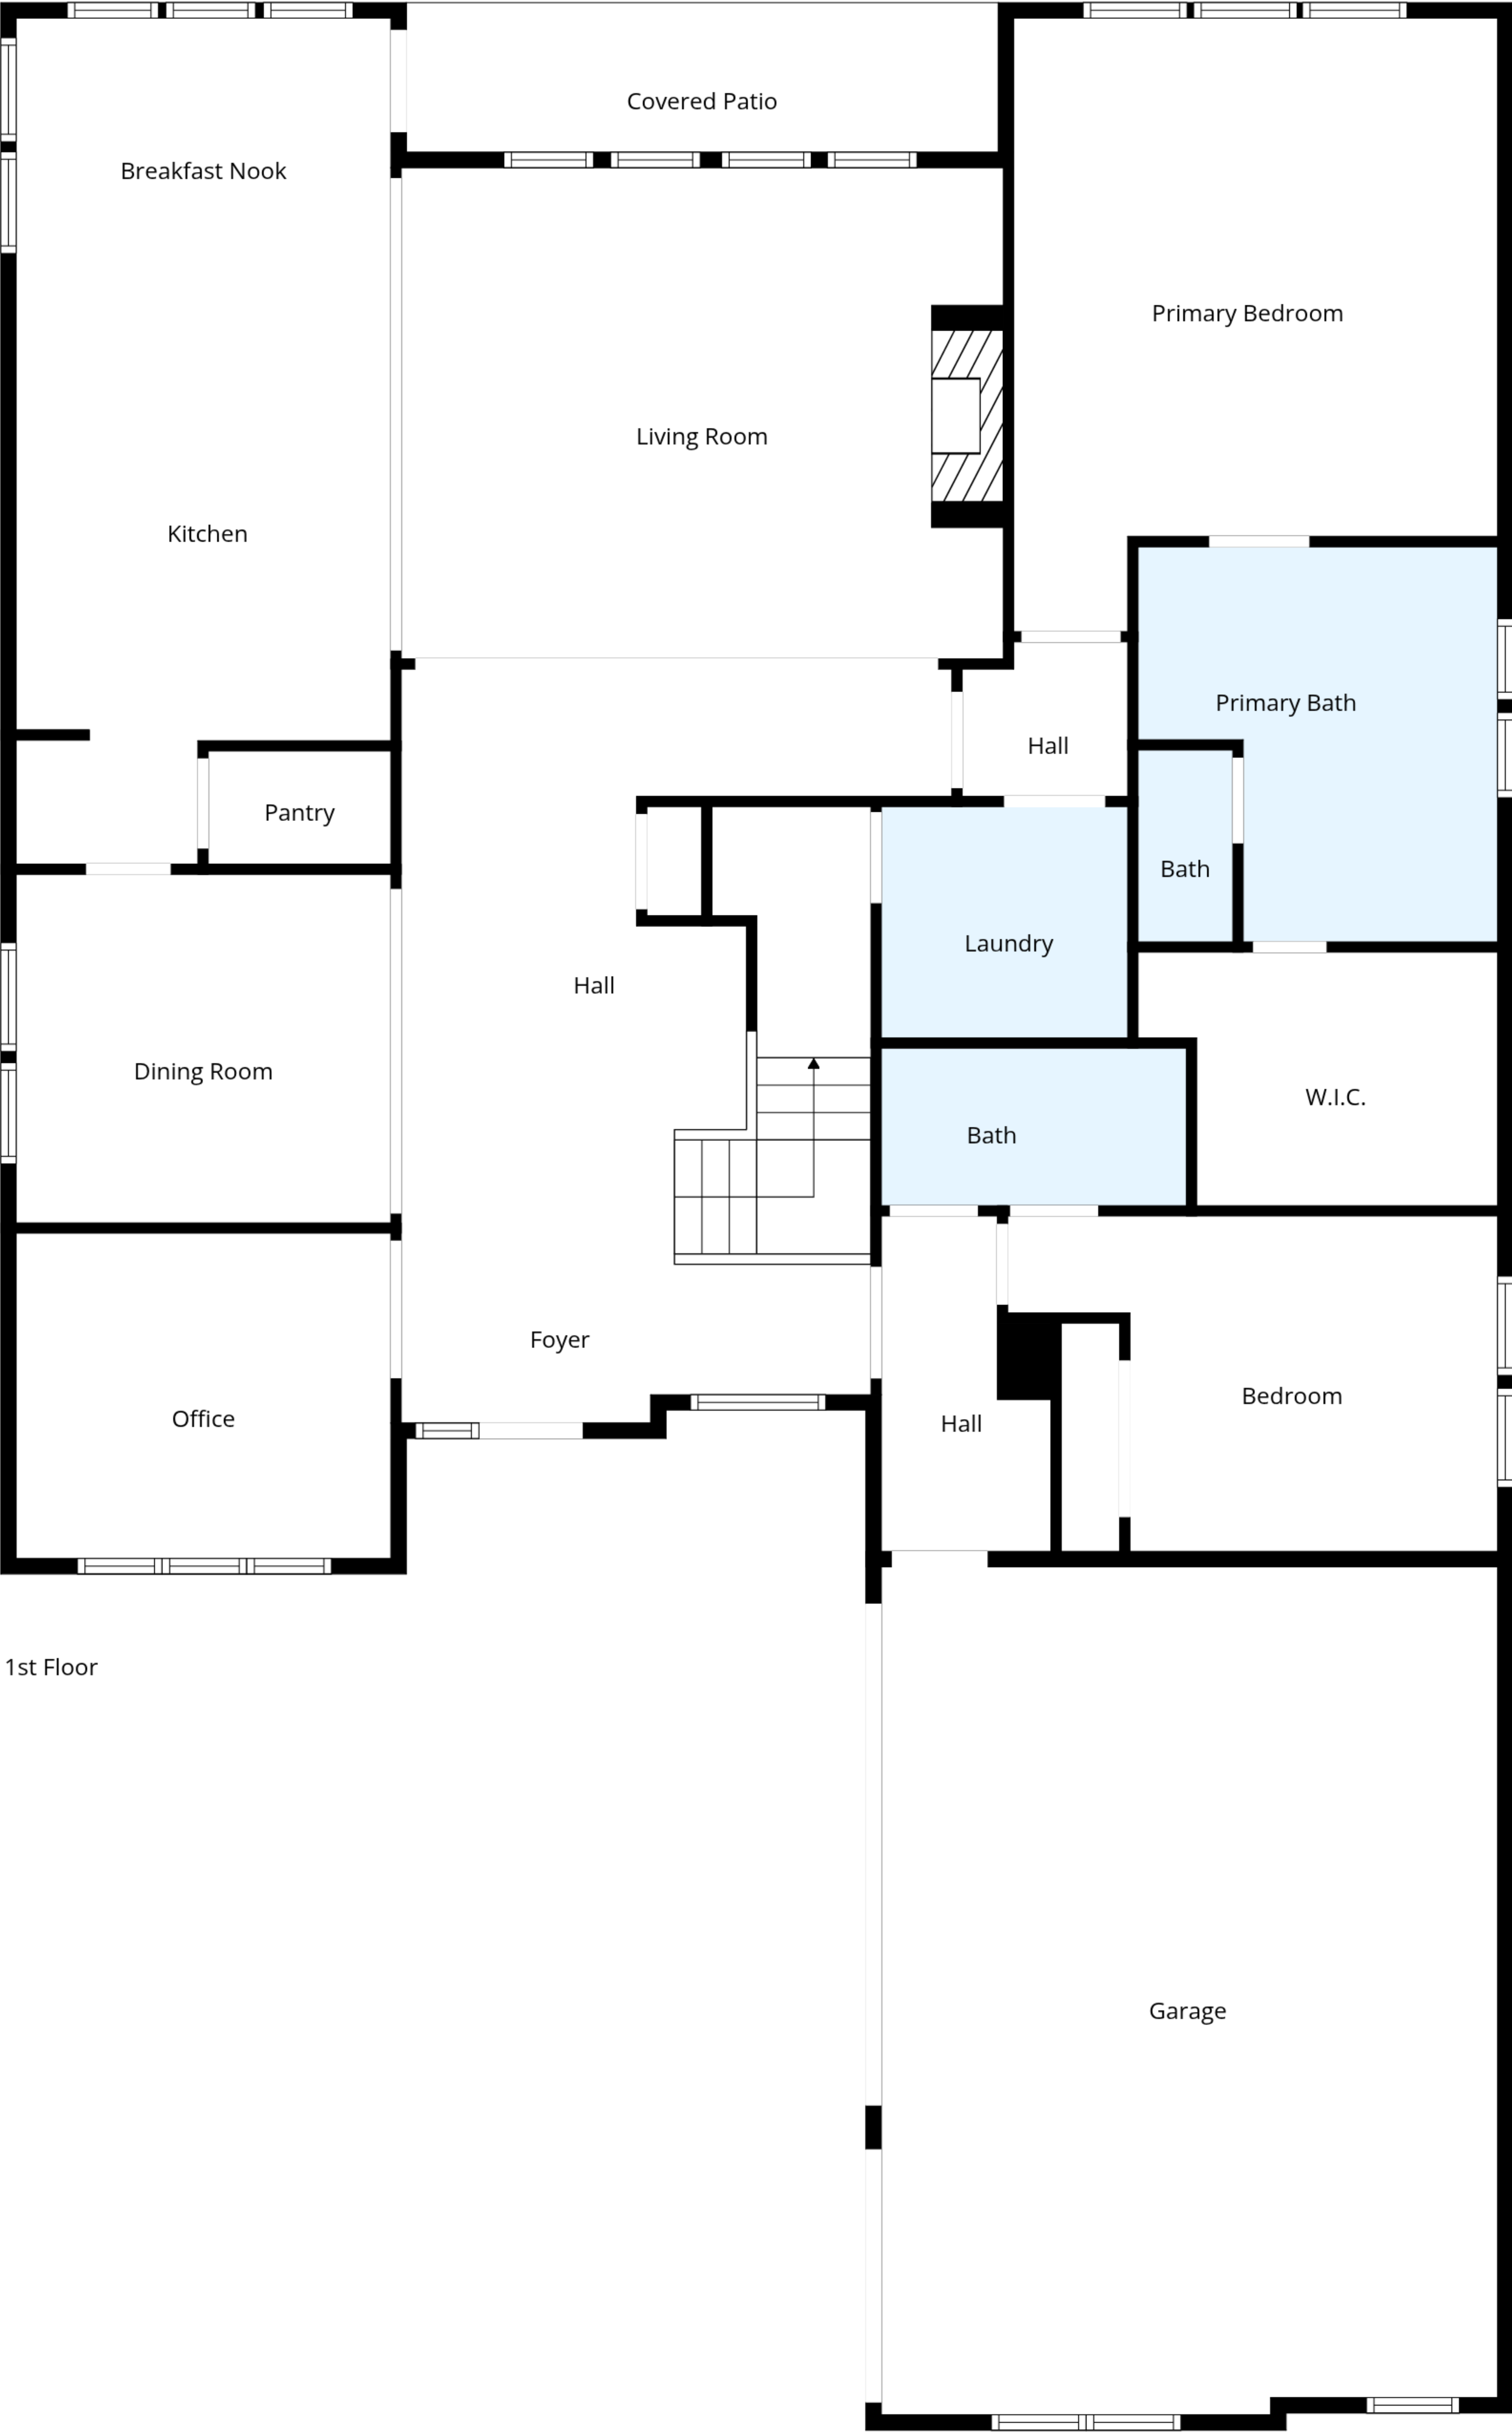 Covered Patio
Breakfast Nook
Primary Bedroom
Living Room
Kitchen
Primary Bath
Hall
Pantry
Bath
Laundry
Hall
Dining Room
W.I.C.
Bath
Foyer
Bedroom
Office
Hall
1st Floor
Garage